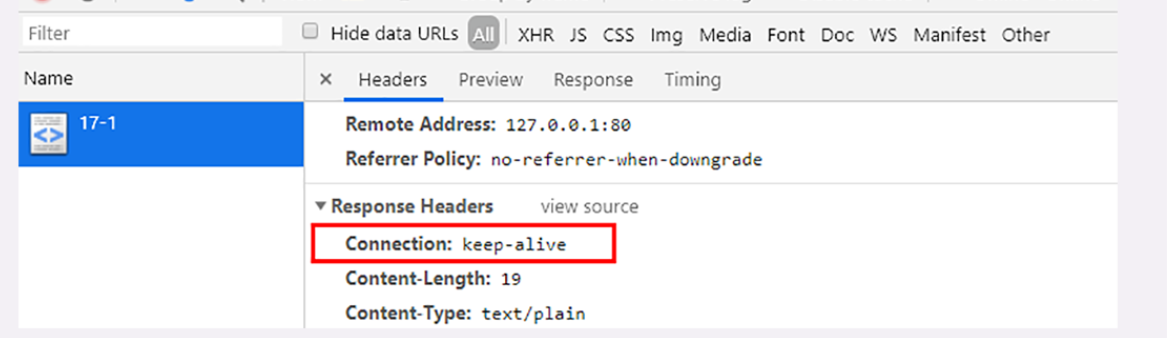 Filter Hide data URLs All XHR JS CSS Img Media Font Doc WS Manifest Other
Name × Headers Preview Response Timing
17-1
Remote Address: 127.0.0.1:80
Referrer Policy: no-referrer-when-downgrade
▼Response Headers view source
Connection: keep-alive
Content-Length: 19
Content-Type: text/plain